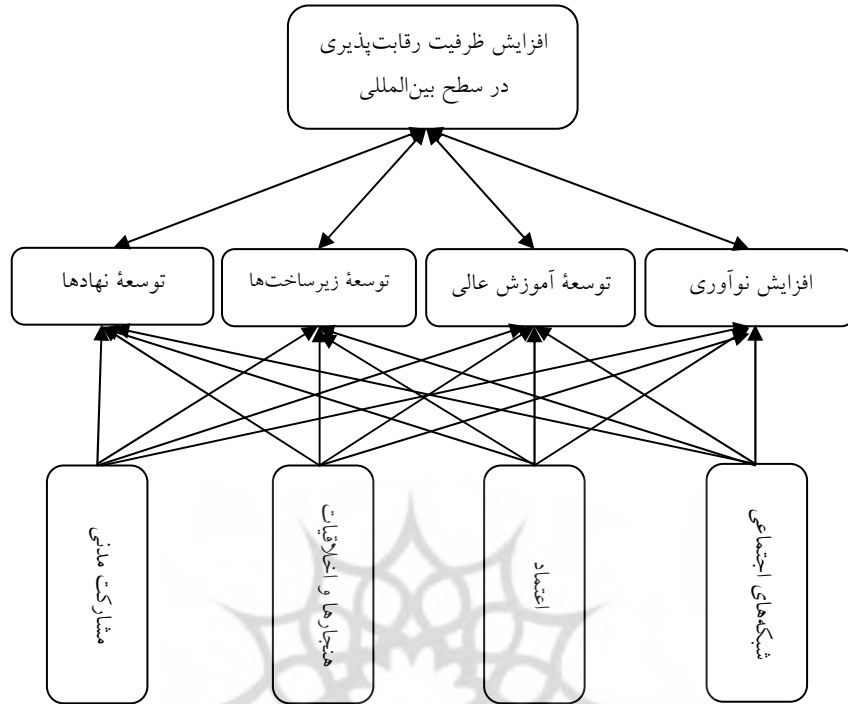 افزایش ظرفیت رقابت‌پذیری
در سطح بین‌المللی
افزایش نوآوری
توسعهٔ آموزش عالی
توسعهٔ زیرساخت‌ها
توسعهٔ نهادها
شبکه‌های اجتماعی
اعتماد
هنجارها و اخلاقیات
مشارکت مدنی